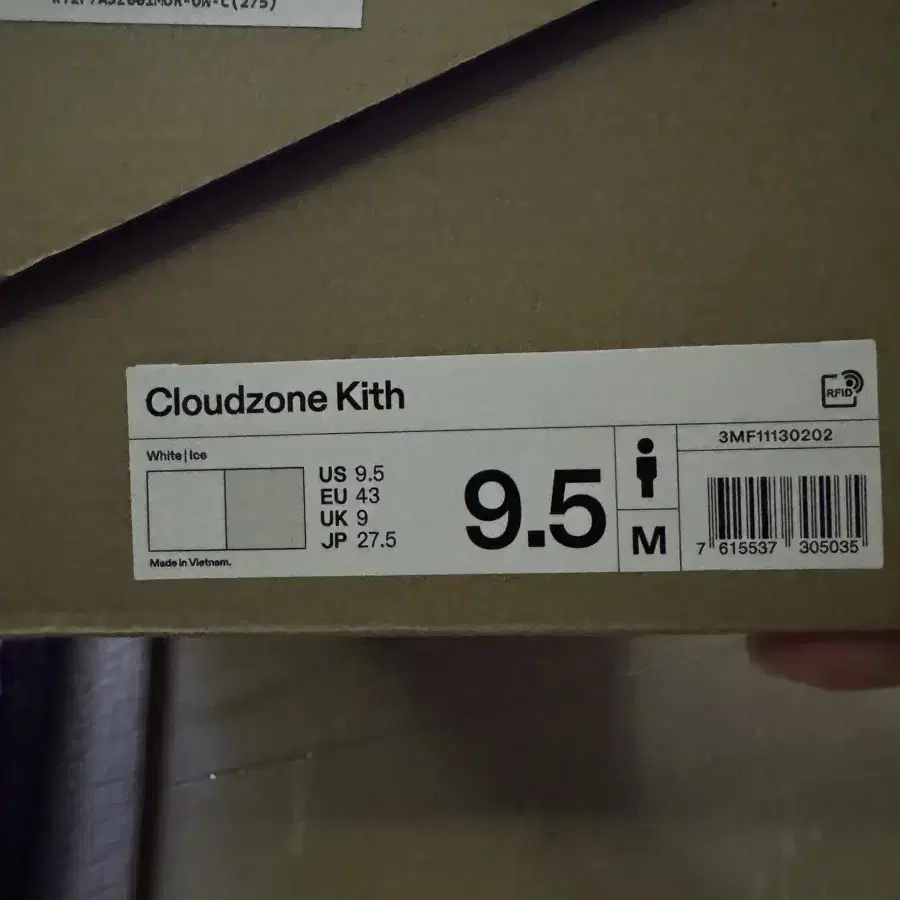 Cloudzone Kith
RFID
White | Ice
US 9.5
EU 43
UK 9
JP 27.5
9.5
M
3MF11130202
7 615537 305035
Made in Vietnam.